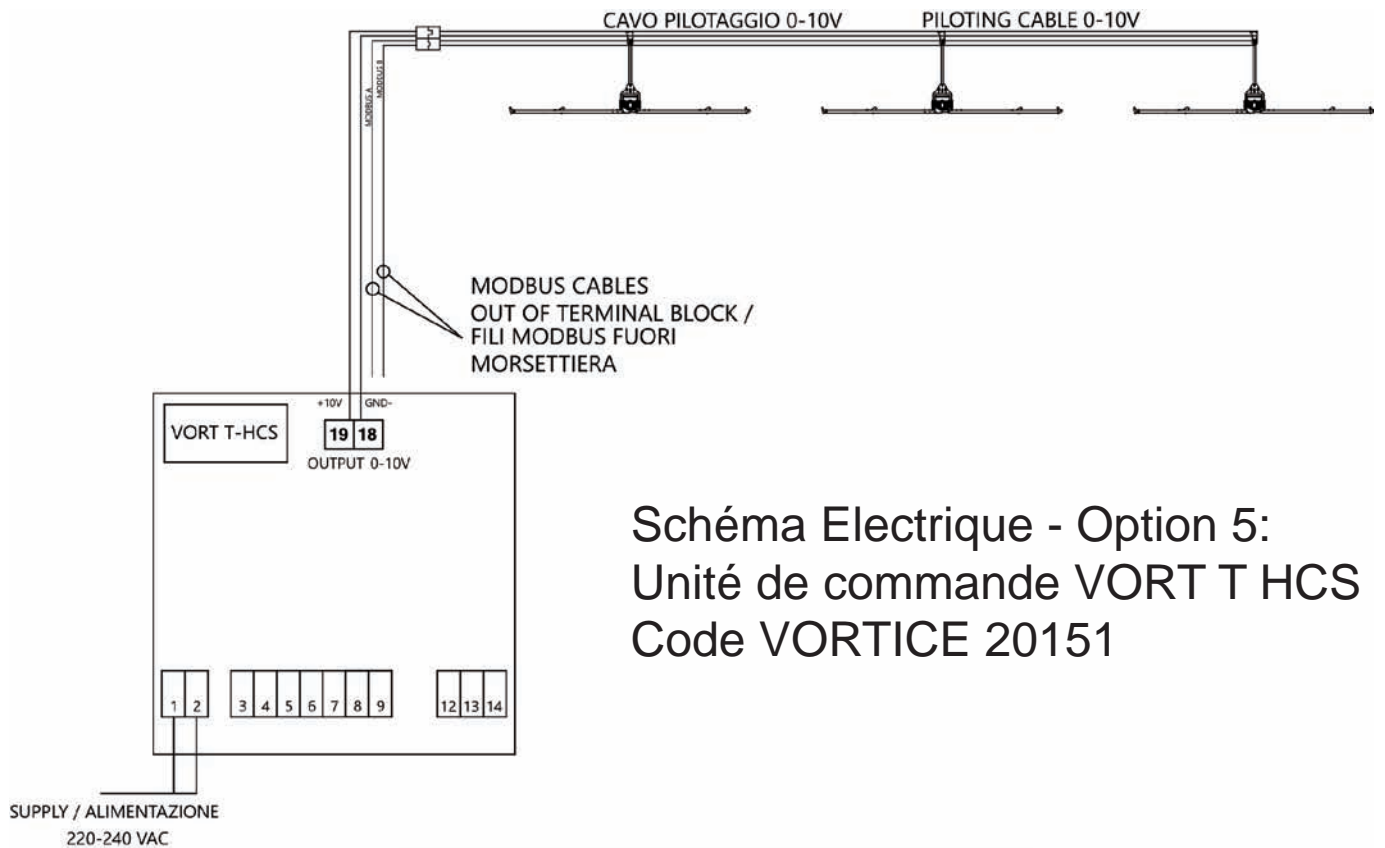 CAVO PILOTAGGIO 0-10V PILOTING CABLE 0-10V
MODBUS A
MODBUS B
MODBUS CABLES
OUT OF TERMINAL BLOCK /
FILI MODBUS FUORI
MORSETTIERA
+10V GND-
VORT T-HCS
19 18
OUTPUT 0-10V
Schéma Electrique - Option 5:
Unité de commande VORT T HCS
Code VORTICE 20151
1 2 3 4 5 6 7 8 9 12 13 14
SUPPLY / ALIMENTAZIONE
220-240 VAC